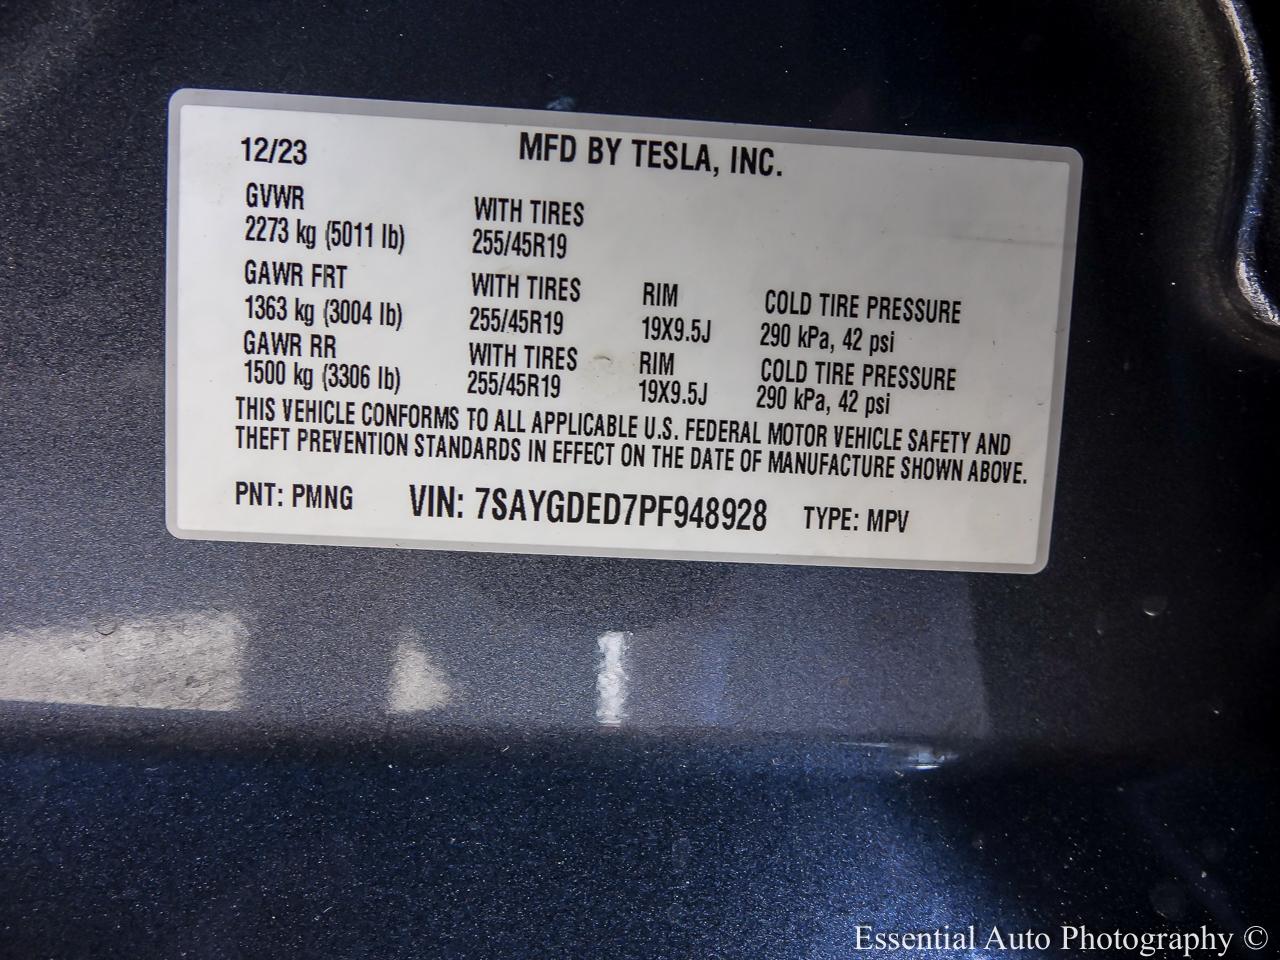 12/23 MFD BY TESLA, INC.
GVWR WITH TIRES
2273 kg (5011 lb) 255/45R19
GAWR FRT WITH TIRES RIM COLD TIRE PRESSURE
1363 kg (3004 lb) 255/45R19 19X9.5J 290 kPa, 42 psi
GAWR RR WITH TIRES RIM COLD TIRE PRESSURE
1500 kg (3306 lb) 255/45R19 19X9.5J 290 kPa, 42 psi
THIS VEHICLE CONFORMS TO ALL APPLICABLE U.S. FEDERAL MOTOR VEHICLE SAFETY AND
THEFT PREVENTION STANDARDS IN EFFECT ON THE DATE OF MANUFACTURE SHOWN ABOVE.
PNT: PMNG VIN: 7SAYGDED7PF948928 TYPE: MPV
Essential Auto Photography ©